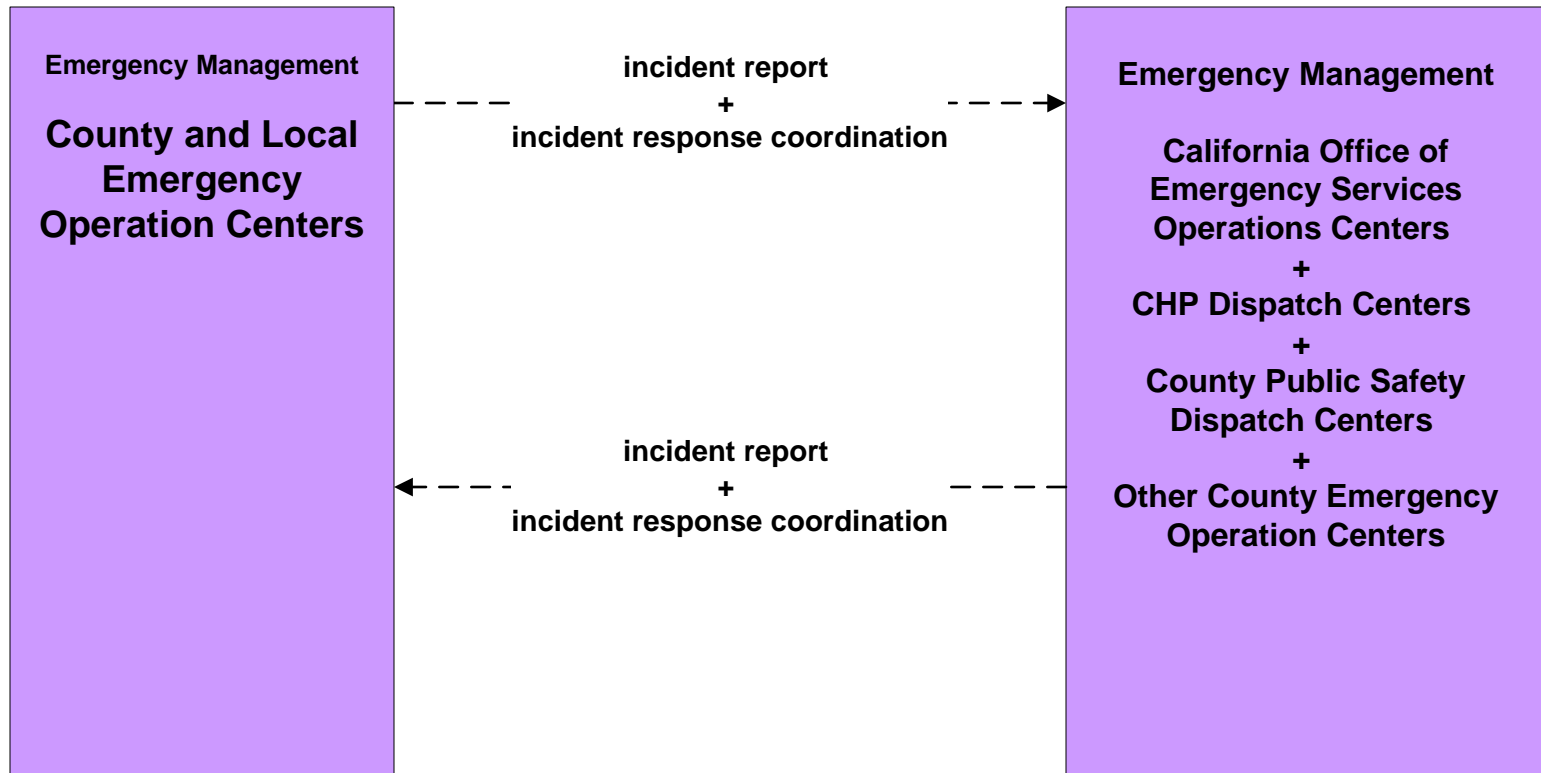 Emergency Management
County and Local
Emergency
Operation Centers
incident report
+
incident response coordination
incident report
+
incident response coordination
Emergency Management
California Office of
Emergency Services
Operations Centers
+
CHP Dispatch Centers
+
County Public Safety
Dispatch Centers
+
Other County Emergency
Operation Centers